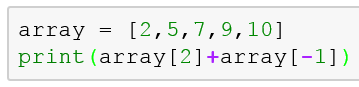 array = [2,5,7,9,10]
print(array[2]+array[-1])